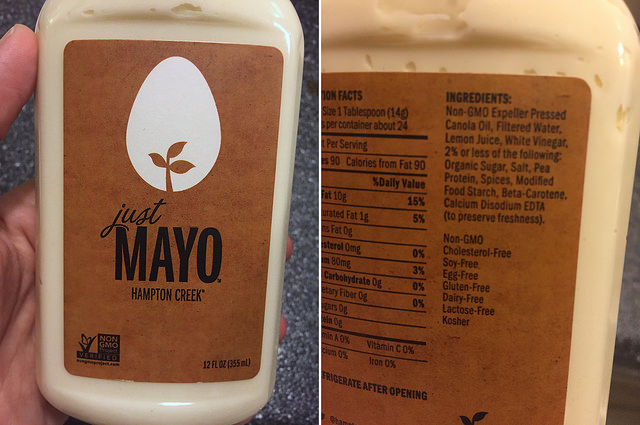 just
MAYO
HAMPTON CREEK™
NON
GMO
VERIFIED
nongmoproject.com
12 FL OZ (355 mL)
ION FACTS
Size 1 Tablespoon (14g)
s per container about 24
t Per Serving
es 90 Calories from Fat 90
%Daily Value
Fat 10g 15%
urated Fat 1g 5%
ns Fat 0g
esterol 0mg 0%
m 80mg 3%
Carbohydrate 0g 0%
etary Fiber 0g 0%
ugars 0g
ein 0g
min A 0% Vitamin C 0%
cium 0% Iron 0%
FRIGERATE AFTER OPENING
INGREDIENTS:
Non-GMO Expeller Pressed
Canola Oil, Filtered Water,
Lemon Juice, White Vinegar,
2% or less of the following:
Organic Sugar, Salt, Pea
Protein, Spices, Modified
Food Starch, Beta-Carotene,
Calcium Disodium EDTA
(to preserve freshness).
Non-GMO
Cholesterol-Free
Soy-Free
Egg-Free
Gluten-Free
Dairy-Free
Lactose-Free
Kosher